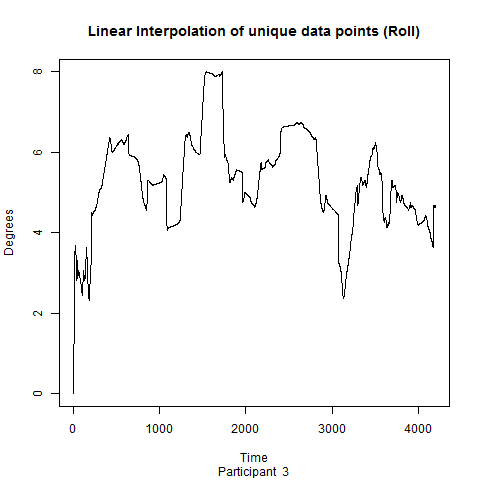 Linear Interpolation of unique data points (Roll)
8
6
4
2
0
Degrees
0 1000 2000 3000 4000
Time
Participant 3